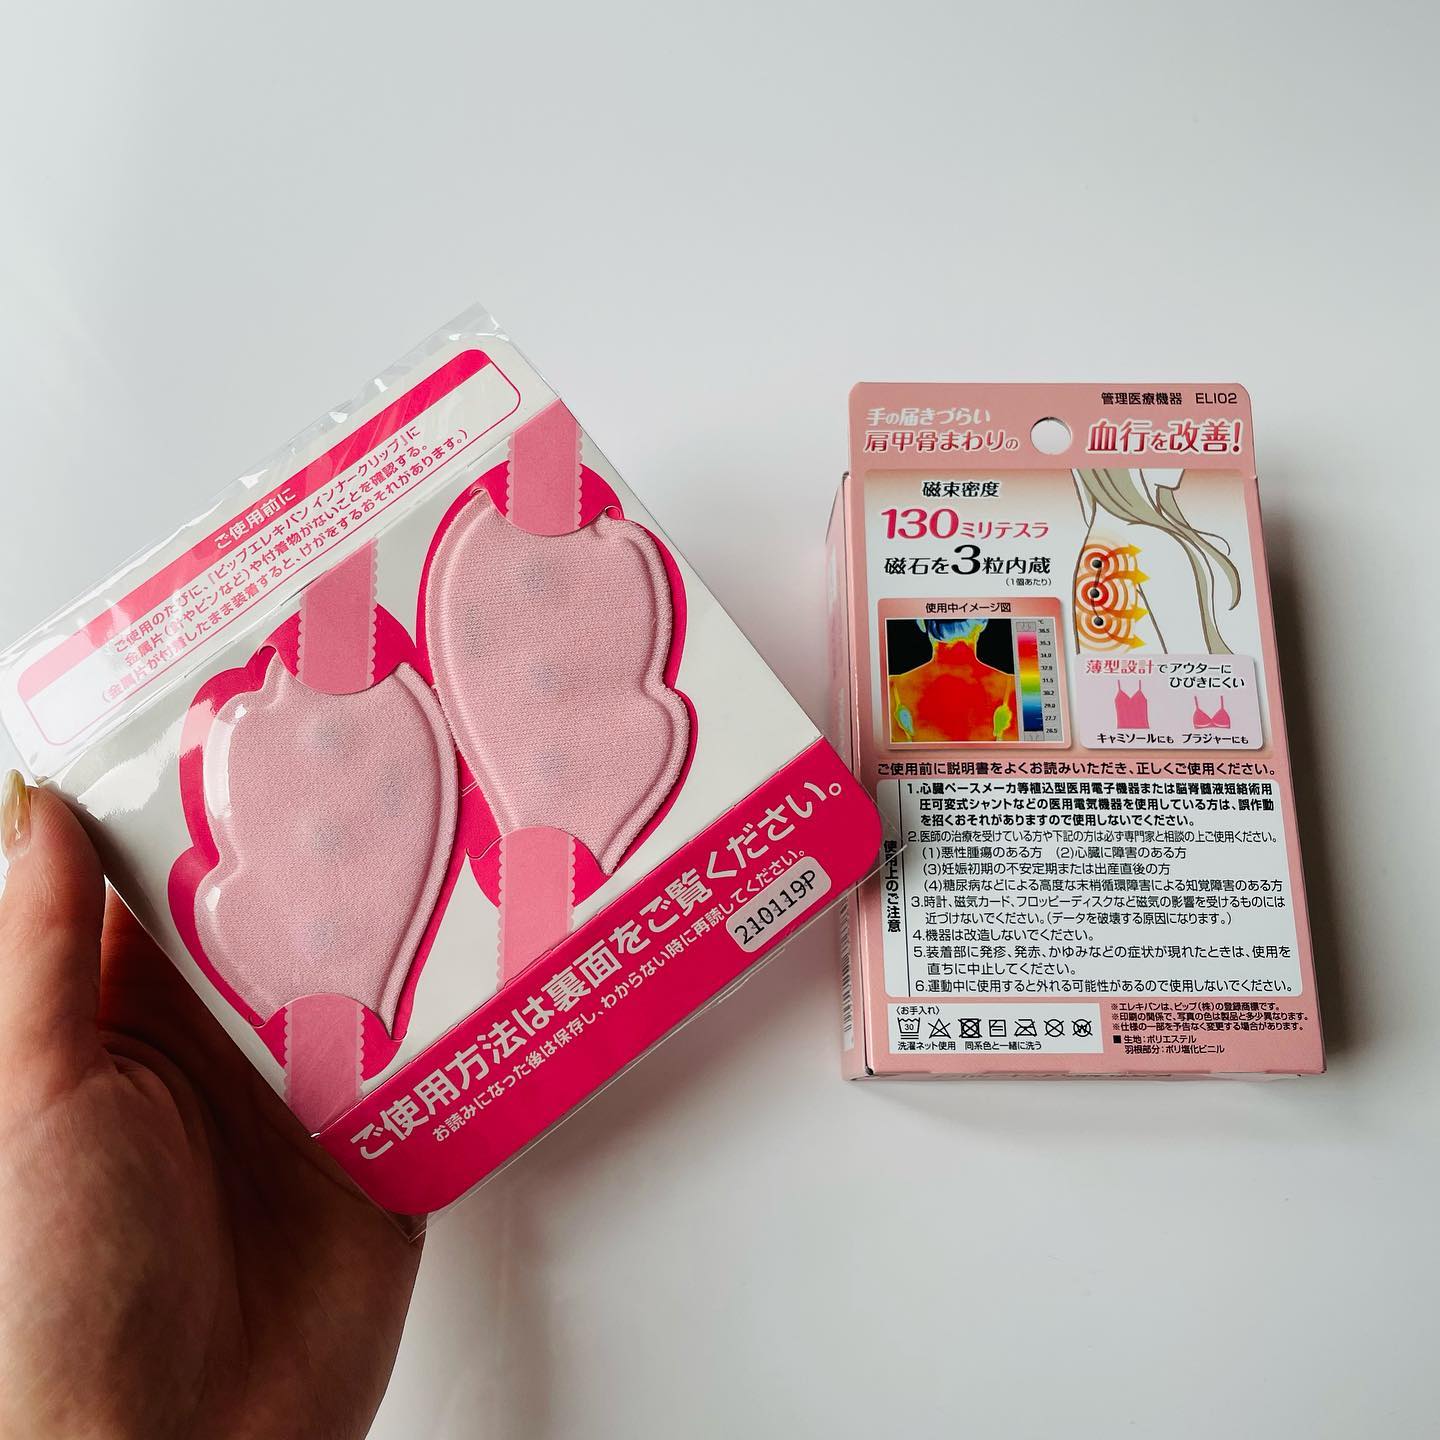 ご使用前に
ご使用のたびに、「ピップエレキバン インナークリップ」に
金属片(針やピンなど)や付着物がないことを確認する。
(金属片が付着したまま装着すると、けがをするおそれがあります。)
ご使用方法は裏面をご覧ください。
お読みになった後は保存し、わからない時に再読してください。
210119P
管理医療機器 ELI02
手の届きづらい
肩甲骨まわりの 血行を改善!
磁束密度
130ミリテスラ
磁石を3粒内蔵
(1個あたり)
使用中イメージ図
薄型設計でアウターに
ひびきにくい
キャミソールにも ブラジャーにも
ご使用前に説明書をよくお読みいただき、正しくご使用ください。
使用上のご注意
1.心臓ペースメーカ等植込型医用電子機器または脳脊髄液短絡術用
圧可変式シャントなどの医用電気機器を使用している方は、誤作動
を招くおそれがありますので使用しないでください。
2.医師の治療を受けている方や下記の方は必ず専門家と相談の上ご使用ください。
(1)悪性腫瘍のある方 (2)心臓に障害のある方
(3)妊娠初期の不安定期または出産直後の方
(4)糖尿病などによる高度な末梢循環障害による知覚障害のある方
3.時計、磁気カード、フロッピーディスクなど磁気の影響を受けるものには
近づけないでください。(データを破壊する原因になります。)
4.機器は改造しないでください。
5.装着部に発疹、発赤、かゆみなどの症状が現れたときは、使用を
直ちに中止してください。
6.運動中に使用すると外れる可能性があるので使用しないでください。
〈お手入れ〉
30
洗濯ネット使用 同系色と一緒に洗う
※エレキバンは、ピップ(株)の登録商標です。
※印刷の関係で、写真の色は製品と多少異なります。
※仕様の一部を予告なく変更する場合があります。
■生地:ポリエステル
羽根部分:ポリ塩化ビニル